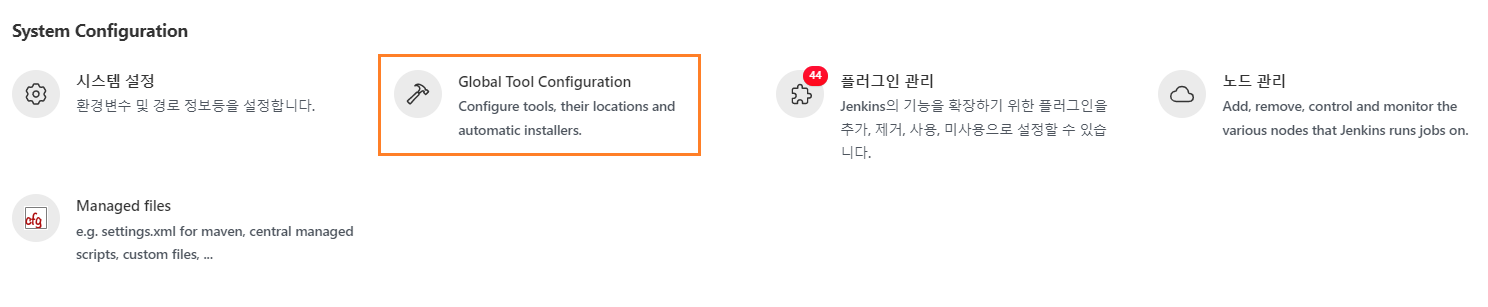 System Configuration
시스템 설정
환경변수 및 경로 정보등을 설정합니다.
Global Tool Configuration
Configure tools, their locations and
automatic installers.
44
플러그인 관리
Jenkins의 기능을 확장하기 위한 플러그인을
추가, 제거, 사용, 미사용으로 설정할 수 있습
니다.
노드 관리
Add, remove, control and monitor the
various nodes that Jenkins runs jobs on.
cfg
Managed files
e.g. settings.xml for maven, central managed
scripts, custom files, ...